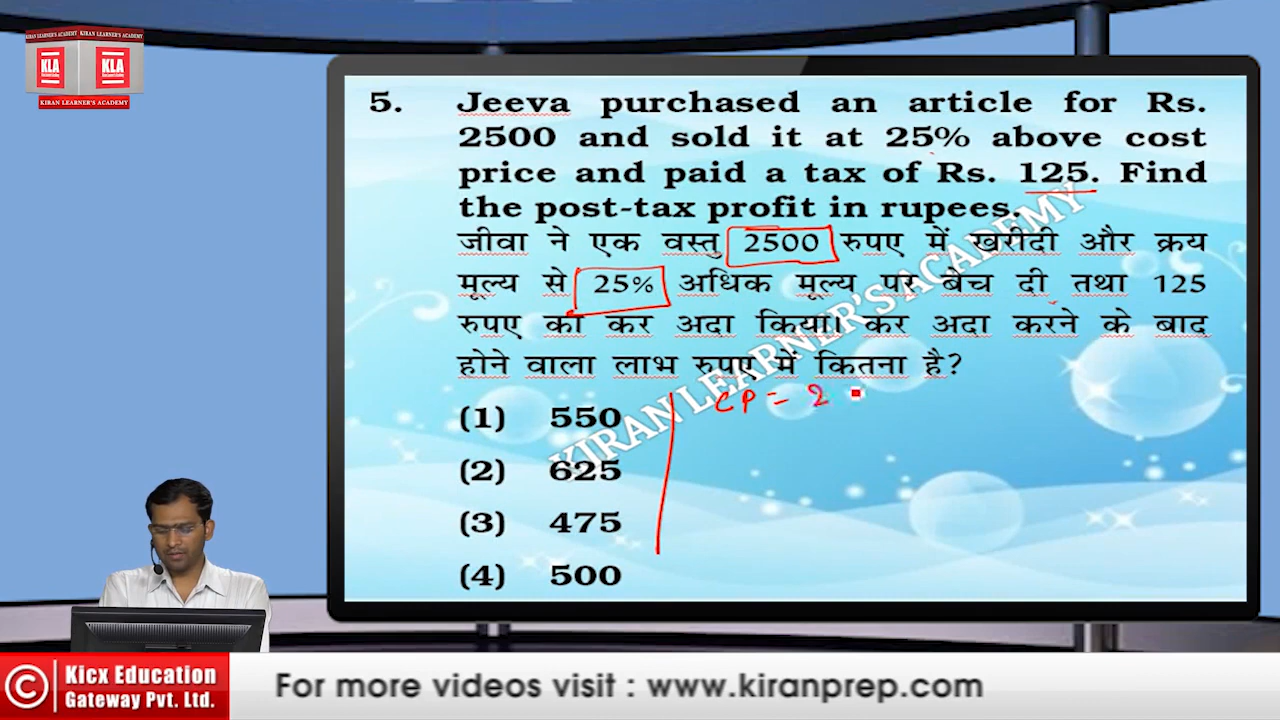 KIRAN LEARNER'S ACADEMY KIRAN LEARNER'S ACADEMY
KLA KLA
KIRAN LEARNER'S ACADEMY
5. Jeeva purchased an article for Rs.
2500 and sold it at 25% above cost
price and paid a tax of Rs. 125. Find
the post-tax profit in rupees.
जीवा ने एक वस्तु 2500 रुपए में खरीदी और क्रय
मूल्य से 25% अधिक मूल्य पर बेच दी तथा 125
रुपए का कर अदा किया। कर अदा करने के बाद
होने वाला लाभ रुपए में कितना है?
CP = 2
(1) 550
(2) 625
(3) 475
(4) 500
KIRAN LEARNER'S ACADEMY
© Kicx Education
Gateway Pvt. Ltd.
For more videos visit : www.kiranprep.com